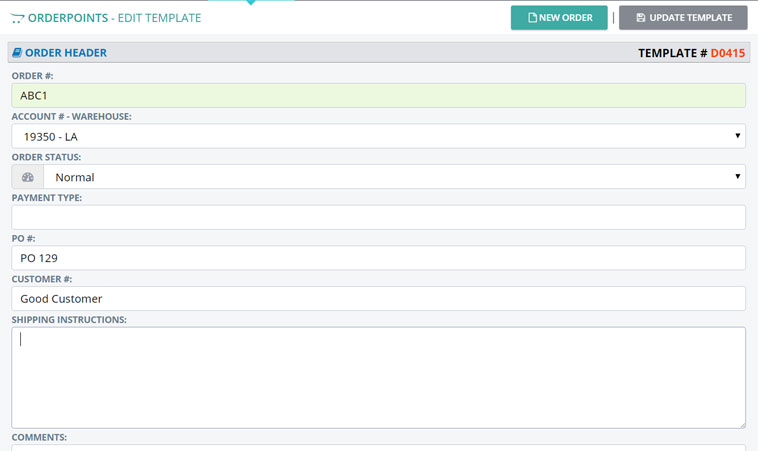 ORDERPOINTS - EDIT TEMPLATE
NEW ORDER | UPDATE TEMPLATE
ORDER HEADER TEMPLATE # D0415
ORDER #:
ABC1
ACCOUNT # - WAREHOUSE:
19350 - LA
ORDER STATUS:
Normal
PAYMENT TYPE:
PO #:
PO 129
CUSTOMER #:
Good Customer
SHIPPING INSTRUCTIONS:
COMMENTS: